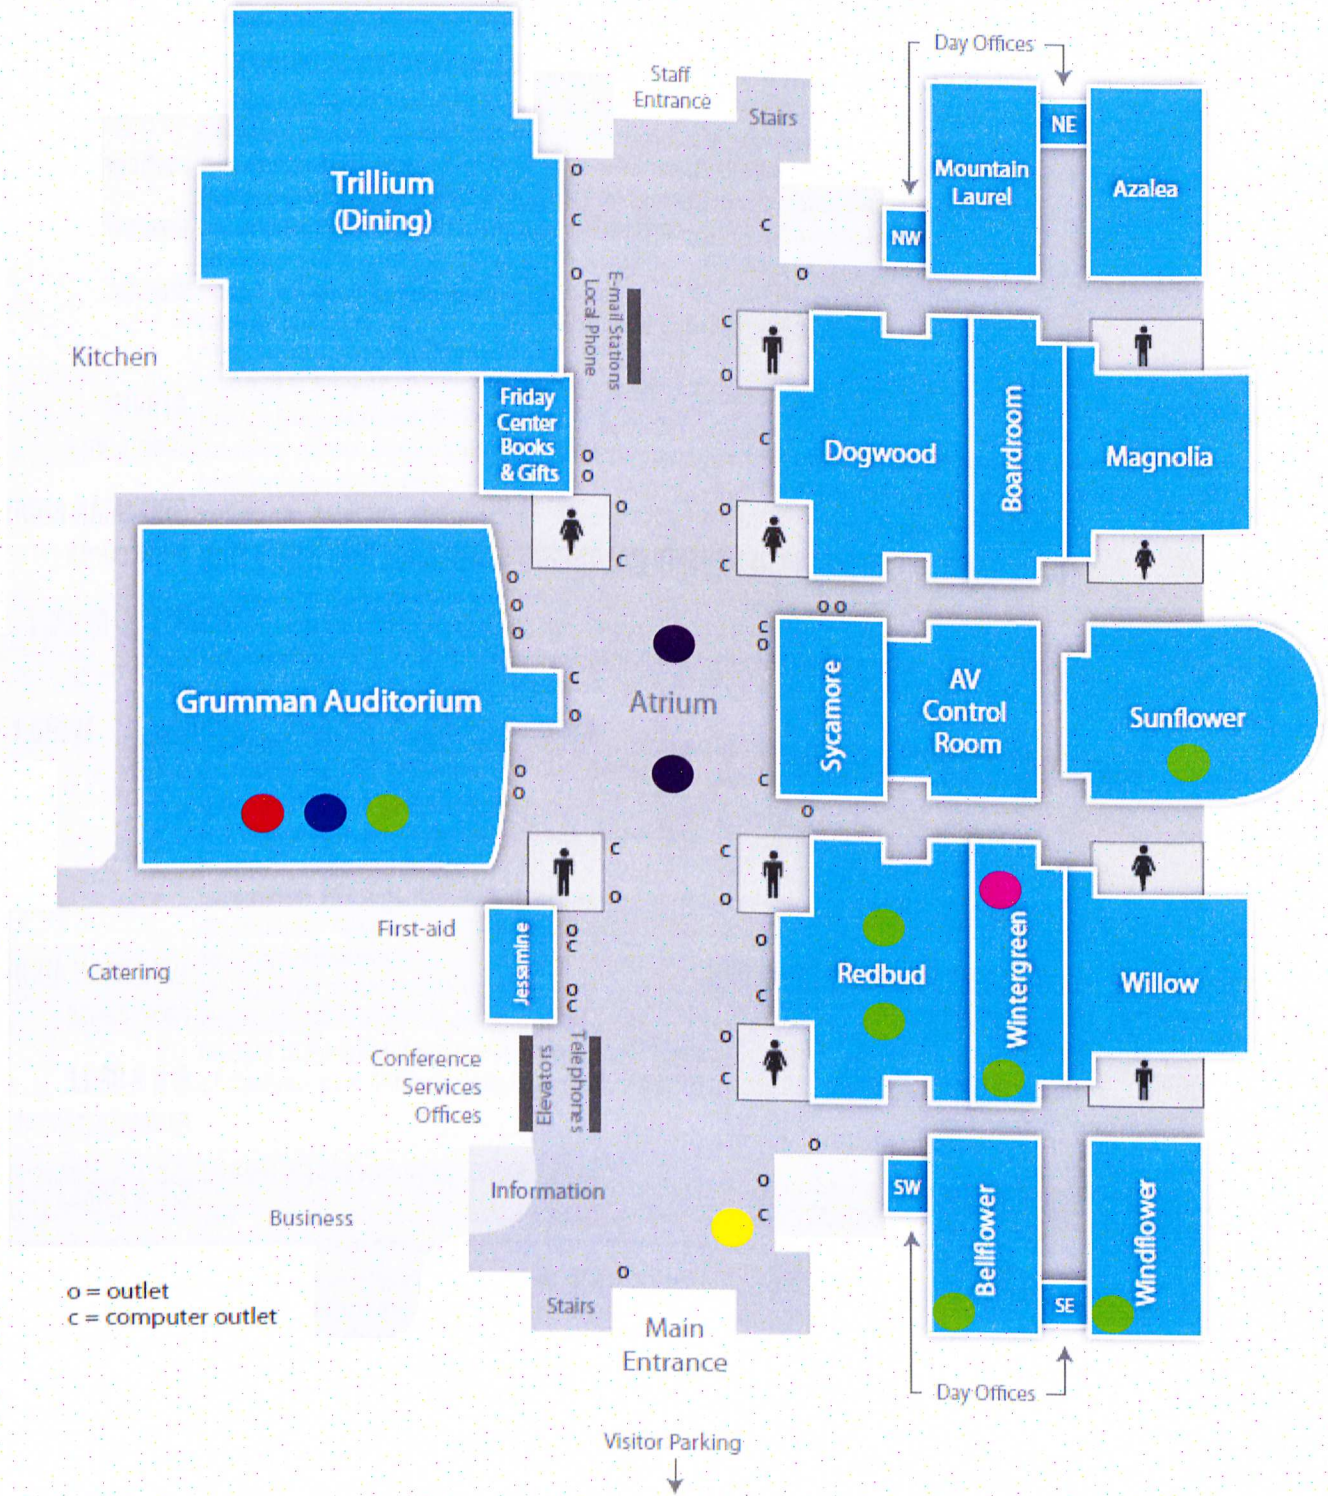 Day Offices
Staff
Entrance
Stairs
NE
Mountain
Laurel
Azalea
NW
Trillium
(Dining)
o
c
o
c
o
E-mail Stations
Local Phone
Kitchen
Friday
Center
Books
& Gifts
o
o
o
c
c
o
c
o
c
Dogwood
Boardroom
Magnolia
o
o
o
c
o
Grumman Auditorium
Atrium
o o
c
o
c
Sycamore
AV
Control
Room
Sunflower
o
o
o
c
o
c
o
First-aid
Catering
Jessamine
o
c
o
c
o
c
o
c
Redbud
Wintergreen
Willow
Conference
Services
Offices
Elevators
Telephones
o
c
Information
Business
o
o
c
SW
Bellflower
SE
Windflower
o
o = outlet
c = computer outlet
Stairs
Main
Entrance
Day Offices
Visitor Parking